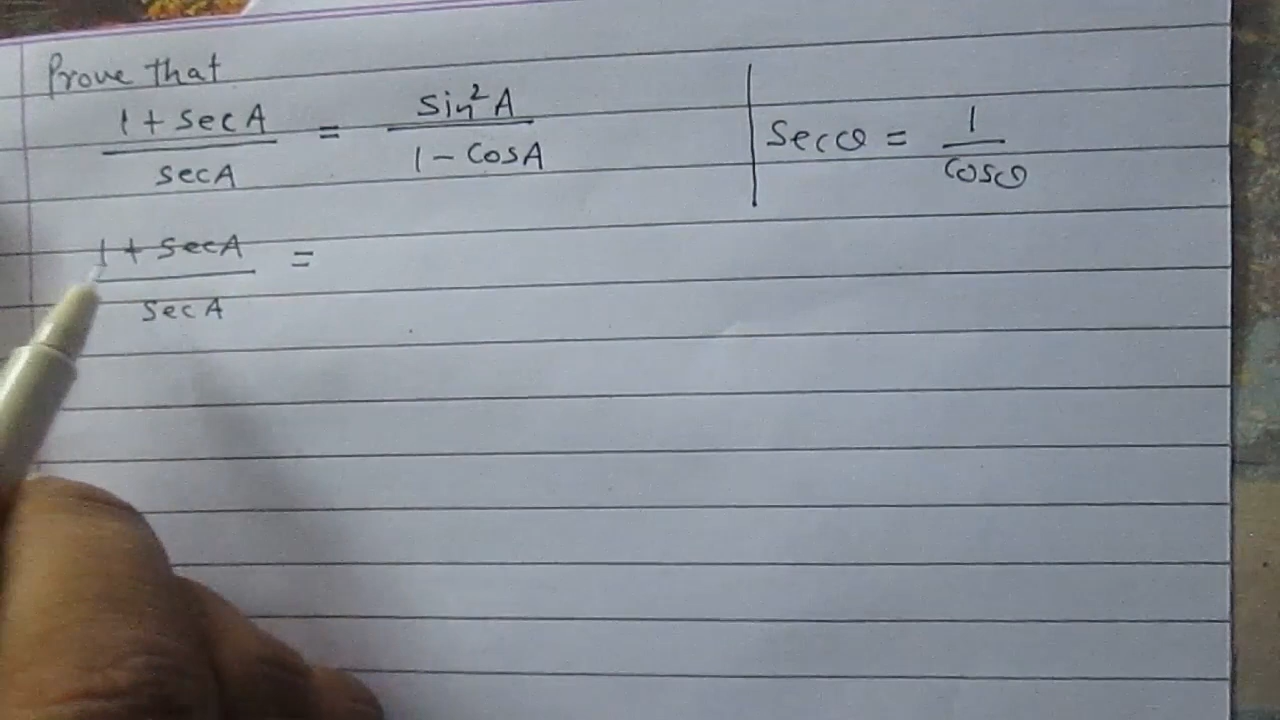 Prove that
1 + secA / secA = sin²A / 1 - cosA
secθ = 1 / cosθ
1 + secA / secA =